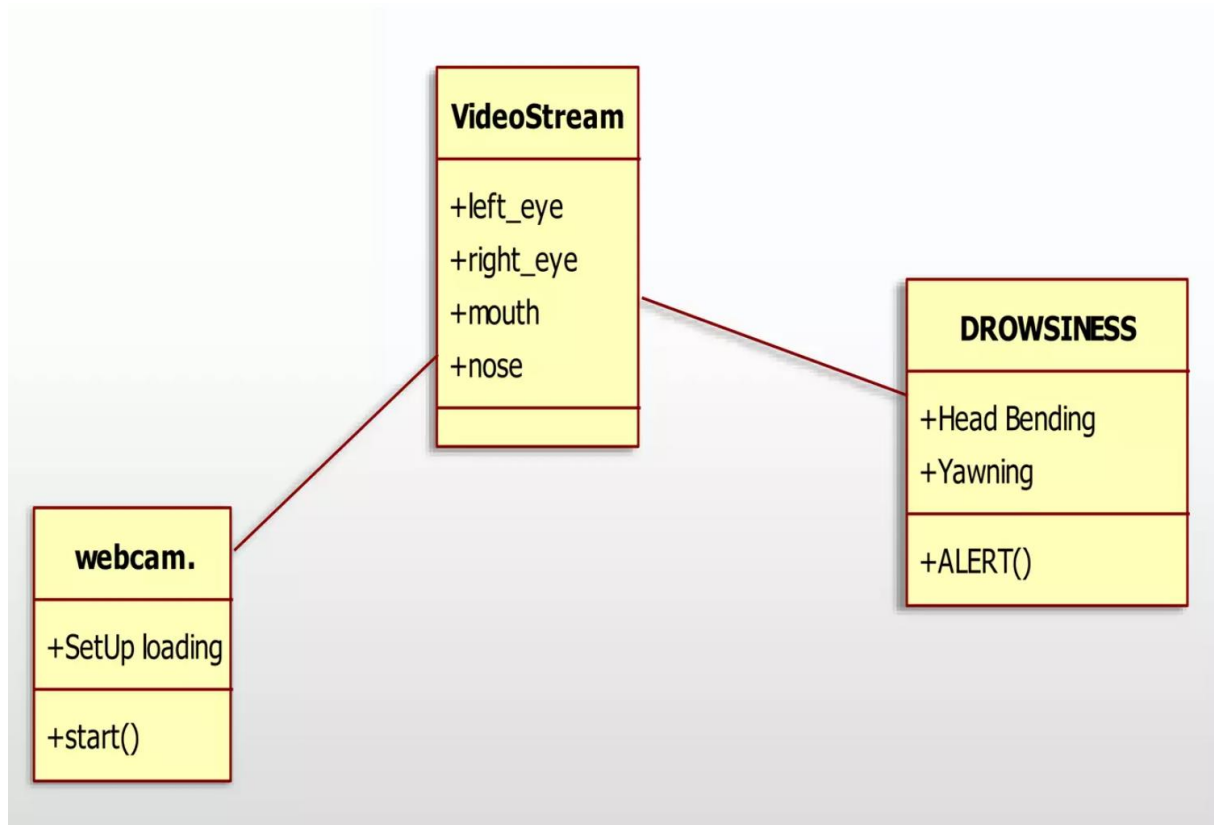 VideoStream
+left_eye
+right_eye
+mouth
+nose
DROWSINESS
+Head Bending
+Yawning
+ALERT()
webcam.
+SetUp loading
+start()